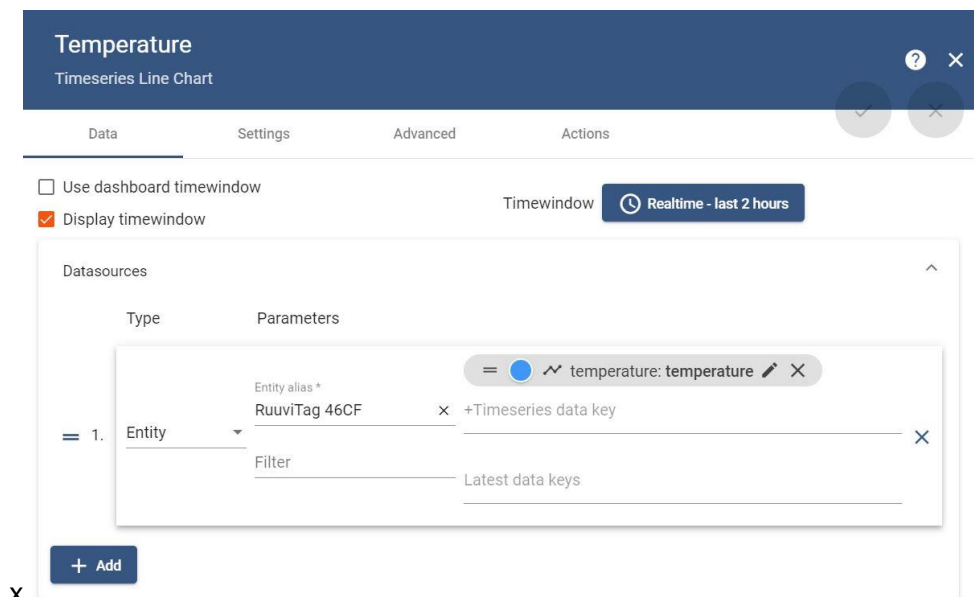 Temperature
Timeseries Line Chart
Data Settings Advanced Actions
Use dashboard timewindow
Display timewindow
Timewindow Realtime - last 2 hours
Datasources
Type Parameters
temperature: temperature
Entity alias *
RuuviTag 46CF +Timeseries data key
1. Entity
Filter
Latest data keys
+ Add
x